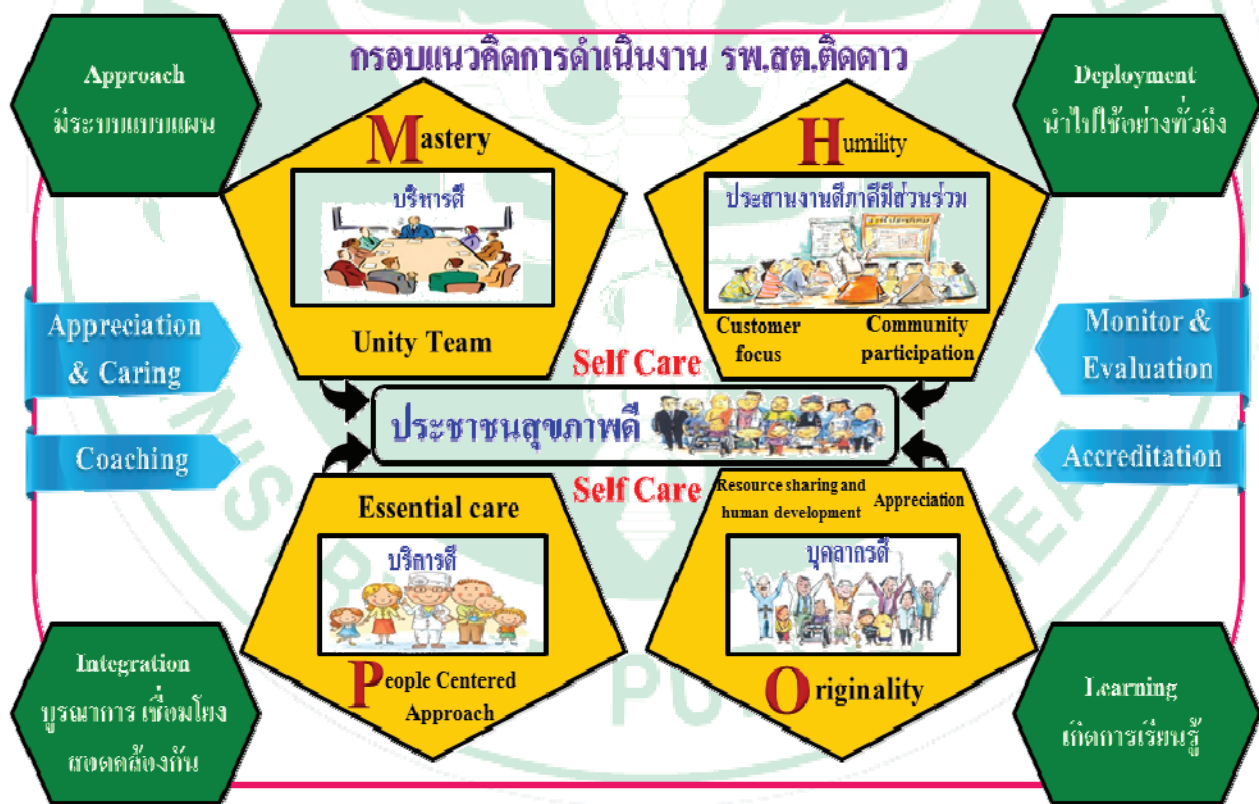 กรอบแนวคิดการดำเนินงาน รพ.สต.ติดดาว
Approach
มีระบบแบบแผน
Deployment
นำไปใช้อย่างทั่วถึง
Mastery
บริหารดี
Unity Team
Humility
ประสานงานดีภาคีมีส่วนร่วม
Customer
focus
Community
participation
Appreciation
& Caring
Coaching
Monitor &
Evaluation
Accreditation
Self Care
ประชาชนสุขภาพดี
Self Care
Essential care
บริการดี
People Centered
Approach
Resource sharing and
human development
Appreciation
บุคลากรดี
Originality
Integration
บูรณาการ เชื่อมโยง
สอดคล้องกัน
Learning
เกิดการเรียนรู้